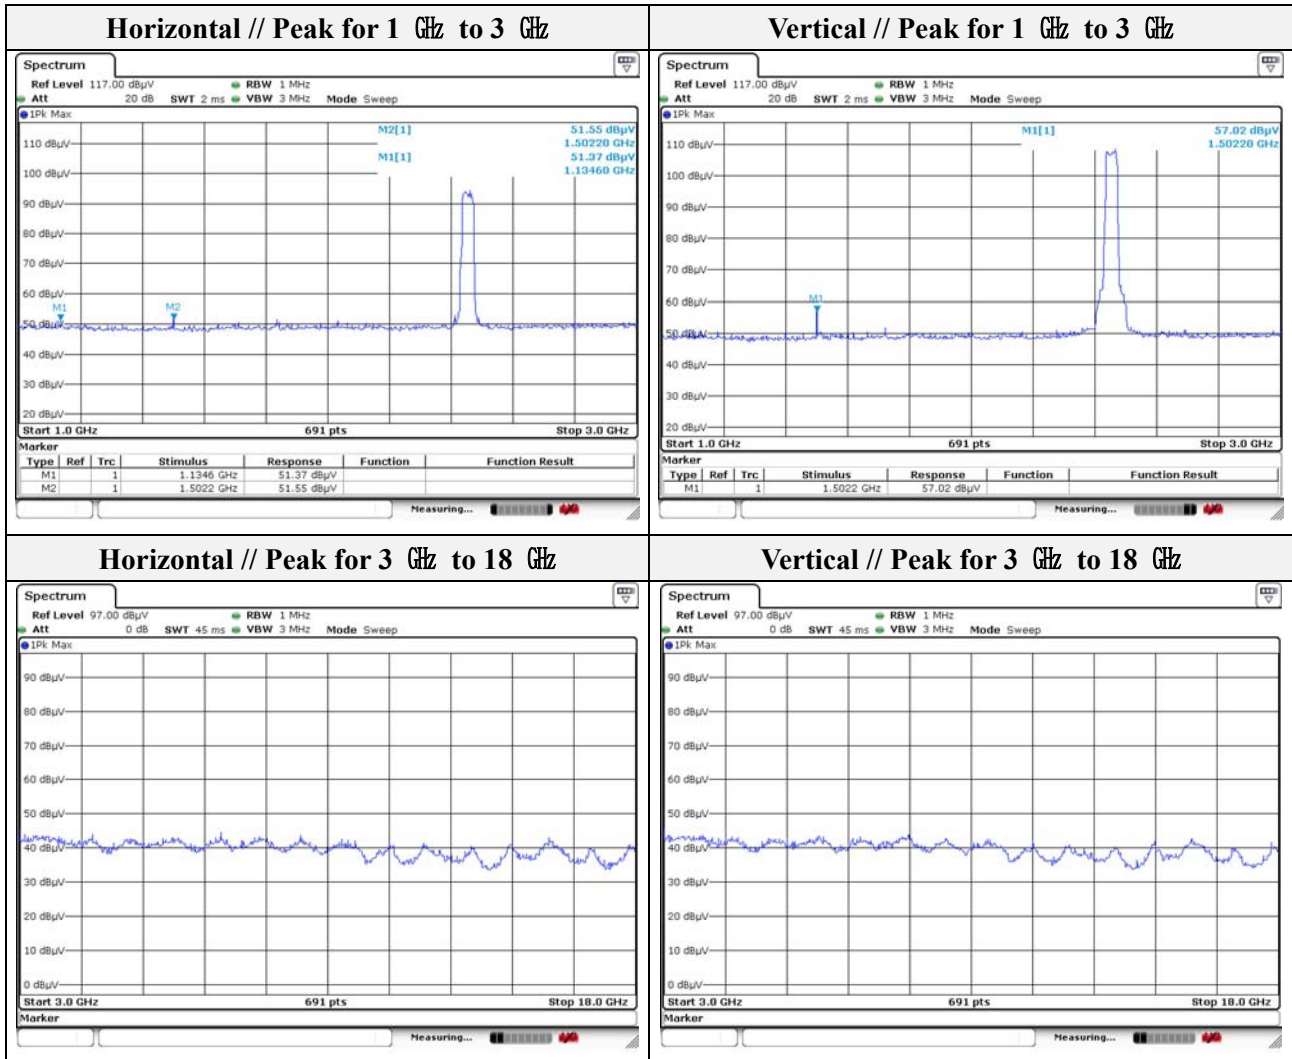 Horizontal // Peak for 1 ㎓ to 3 ㎓
Spectrum
Ref Level 117.00 dBµV RBW 1 MHz
Att 20 dB SWT 2 ms VBW 3 MHz Mode Sweep
1Pk Max
M2[1] 51.55 dBµV
1.50220 GHz
M1[1] 51.37 dBµV
1.13460 GHz
110 dBµV
100 dBµV
90 dBµV
80 dBµV
70 dBµV
60 dBµV
M1 M2
50 dBµV
40 dBµV
30 dBµV
20 dBµV
Start 1.0 GHz 691 pts Stop 3.0 GHz
Marker
Type Ref Trc Stimulus Response Function Function Result
M1 1 1.1346 GHz 51.37 dBµV
M2 1 1.5022 GHz 51.55 dBµV
Measuring...
Vertical // Peak for 1 ㎓ to 3 ㎓
Spectrum
Ref Level 117.00 dBµV RBW 1 MHz
Att 20 dB SWT 2 ms VBW 3 MHz Mode Sweep
1Pk Max
M1[1] 57.02 dBµV
1.50220 GHz
110 dBµV
100 dBµV
90 dBµV
80 dBµV
70 dBµV
60 dBµV
M1
50 dBµV
40 dBµV
30 dBµV
20 dBµV
Start 1.0 GHz 691 pts Stop 3.0 GHz
Marker
Type Ref Trc Stimulus Response Function Function Result
M1 1 1.5022 GHz 57.02 dBµV
Measuring...
Horizontal // Peak for 3 ㎓ to 18 ㎓
Spectrum
Ref Level 97.00 dBµV RBW 1 MHz
Att 0 dB SWT 45 ms VBW 3 MHz Mode Sweep
1Pk Max
90 dBµV
80 dBµV
70 dBµV
60 dBµV
50 dBµV
40 dBµV
30 dBµV
20 dBµV
10 dBµV
0 dBµV
Start 3.0 GHz 691 pts Stop 18.0 GHz
Marker
Measuring...
Vertical // Peak for 3 ㎓ to 18 ㎓
Spectrum
Ref Level 97.00 dBµV RBW 1 MHz
Att 0 dB SWT 45 ms VBW 3 MHz Mode Sweep
1Pk Max
90 dBµV
80 dBµV
70 dBµV
60 dBµV
50 dBµV
40 dBµV
30 dBµV
20 dBµV
10 dBµV
0 dBµV
Start 3.0 GHz 691 pts Stop 18.0 GHz
Marker
Measuring...